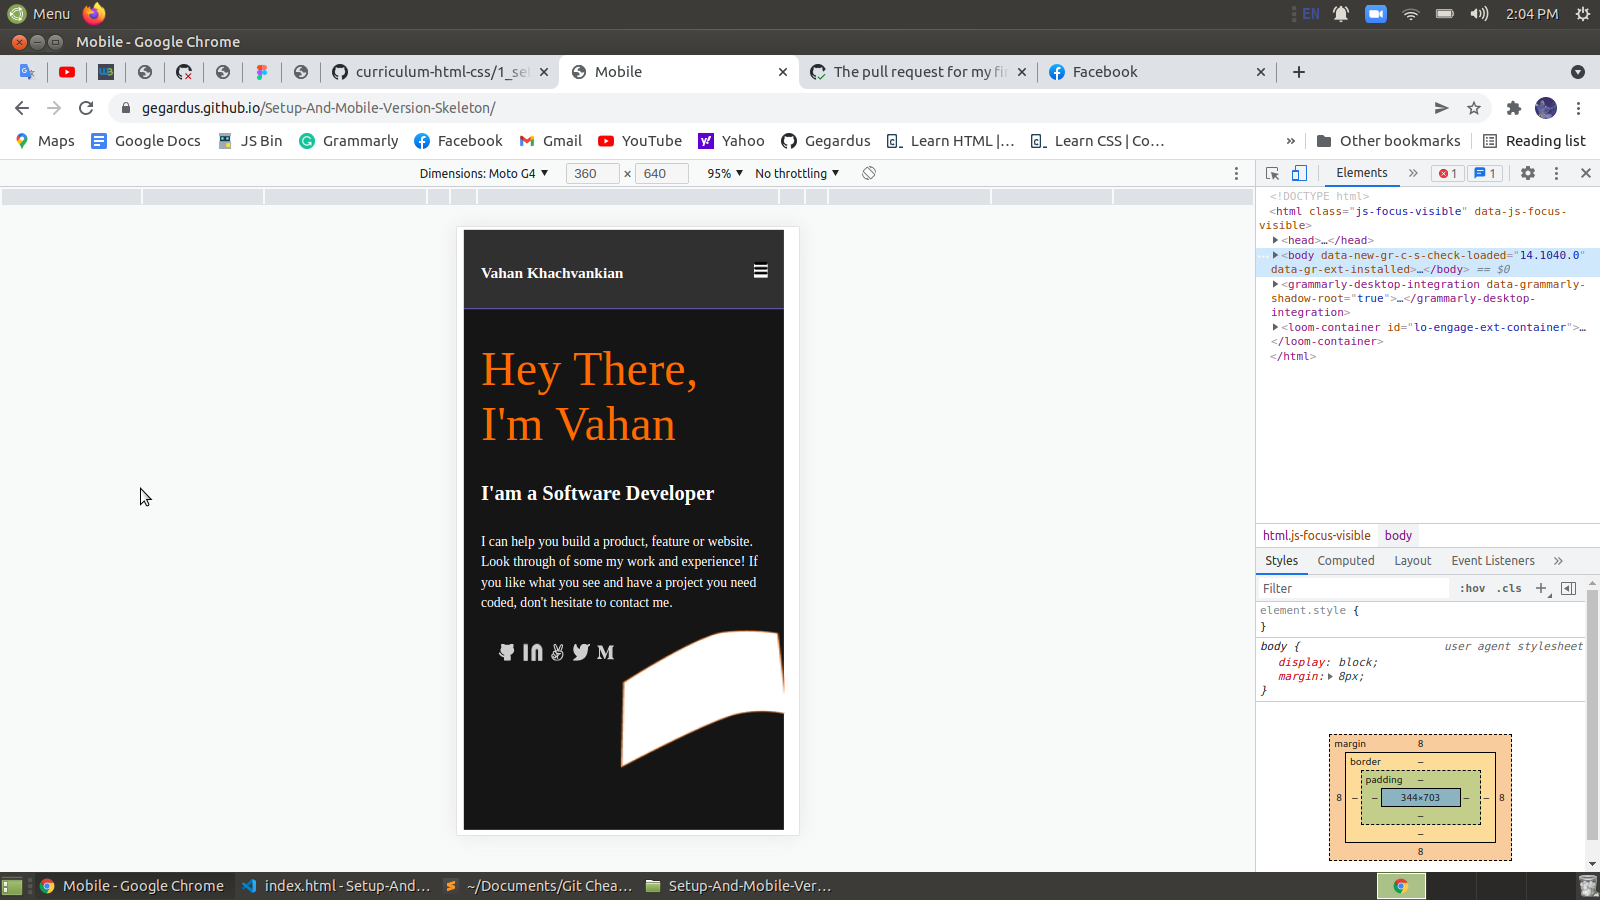 Menu
EN
2:04 PM
Mobile - Google Chrome
curriculum-html-css/1_se
Mobile
The pull request for my fi
Facebook
gegardus.github.io/Setup-And-Mobile-Version-Skeleton/
Maps
Google Docs
JS Bin
Grammarly
Facebook
Gmail
YouTube
Yahoo
Gegardus
Learn HTML |...
Learn CSS | Co...
»
Other bookmarks
Reading list
Dimensions: Moto G4
360 × 640
95%
No throttling
Elements
»
1
1
<!DOCTYPE html>
<html class="js-focus-visible" data-js-focus-
visible>
<head>…</head>
<body data-new-gr-c-s-check-loaded="14.1040.0"
data-gr-ext-installed>…</body> == $0
<grammarly-desktop-integration data-grammarly-
shadow-root="true">…</grammarly-desktop-
integration>
<loom-container id="lo-engage-ext-container">…
</loom-container>
</html>
Vahan Khachvankian
Hey There,
I'm Vahan
I'am a Software Developer
I can help you build a product, feature or website.
Look through of some my work and experience! If
you like what you see and have a project you need
coded, don't hesitate to contact me.
html.js-focus-visible
body
Styles
Computed
Layout
Event Listeners
»
Filter
:hov
.cls
element.style {
}
body {
user agent stylesheet
display: block;
margin: 8px;
}
margin
8
border
–
padding
–
8
–
–
344×703
–
–
8
–
–
8
Mobile - Google Chrome
index.html - Setup-And...
~/Documents/Git Chea...
Setup-And-Mobile-Ver...